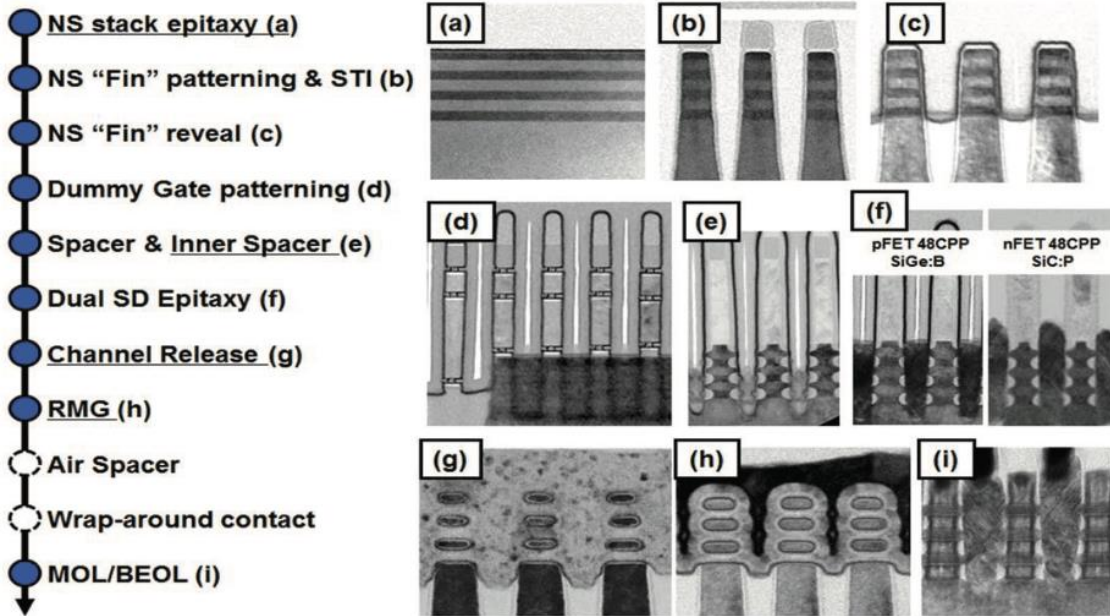 NS stack epitaxy (a)
NS “Fin” patterning & STI (b)
NS “Fin” reveal (c)
Dummy Gate patterning (d)
Spacer & Inner Spacer (e)
Dual SD Epitaxy (f)
Channel Release (g)
RMG (h)
Air Spacer
Wrap-around contact
MOL/BEOL (i)
(a)
(b)
(c)
(d)
(e)
(f)
pFET 48CPP
SiGe:B
nFET 48CPP
SiC:P
(g)
(h)
(i)